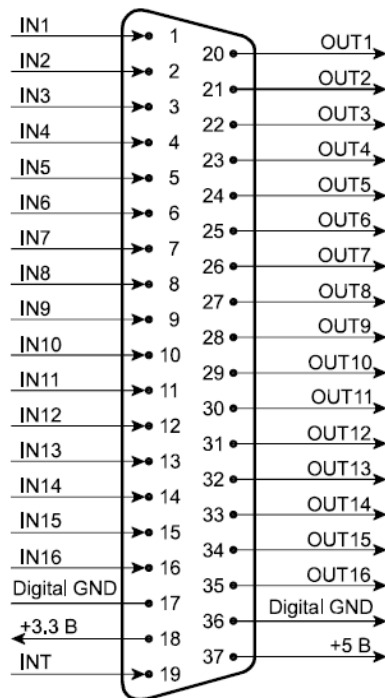 IN1 1
20 OUT1
IN2 2
21 OUT2
IN3 3
22 OUT3
IN4 4
23 OUT4
IN5 5
24 OUT5
IN6 6
25 OUT6
IN7 7
26 OUT7
IN8 8
27 OUT8
IN9 9
28 OUT9
IN10 10
29 OUT10
IN11 11
30 OUT11
IN12 12
31 OUT12
IN13 13
32 OUT13
IN14 14
33 OUT14
IN15 15
34 OUT15
IN16 16
35 OUT16
Digital GND 17
36 Digital GND
+3,3 В 18
37 +5 В
INT 19